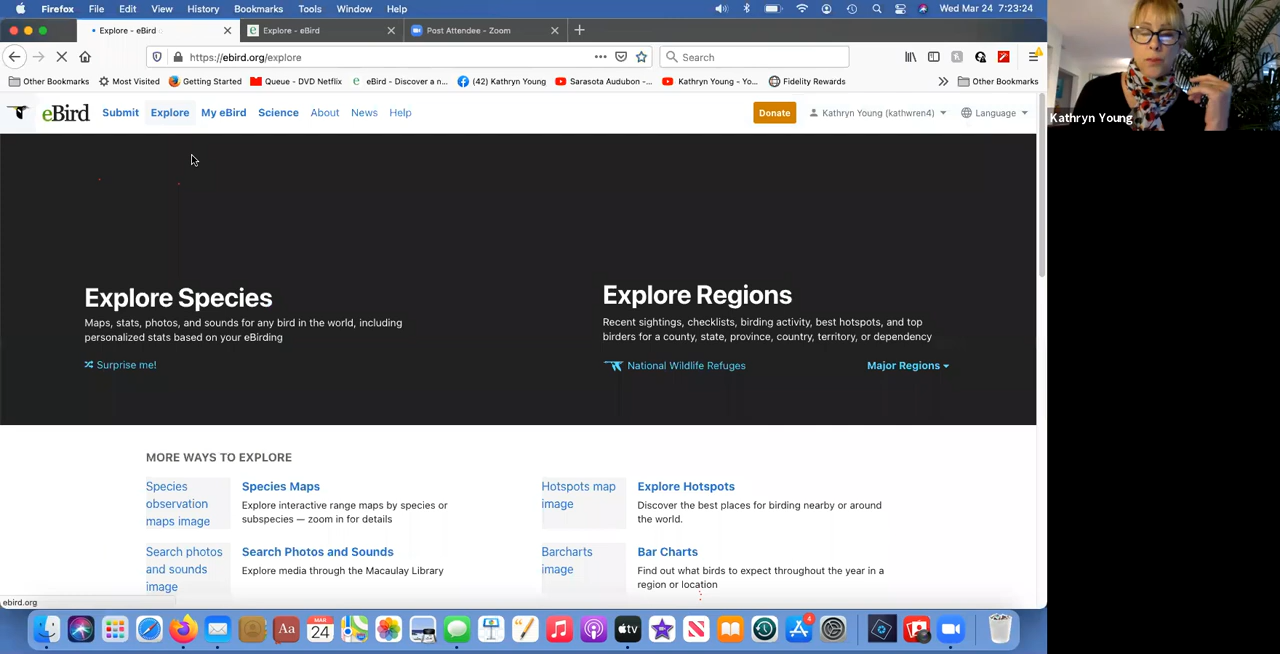 Firefox File Edit View History Bookmarks Tools Window Help Wed Mar 24 7:23:24
Explore - eBird Explore - eBird Post Attendee - Zoom
https://ebird.org/explore Search
Other Bookmarks Most Visited Getting Started Queue - DVD Netflix eBird - Discover a n... (42) Kathryn Young Sarasota Audubon -... Kathryn Young - Yo... Fidelity Rewards Other Bookmarks
eBird Submit Explore My eBird Science About News Help Donate Kathryn Young (kathwren4) Language
Kathryn Young
Explore Species
Maps, stats, photos, and sounds for any bird in the world, including
personalized stats based on your eBirding
Surprise me!
Explore Regions
Recent sightings, checklists, birding activity, best hotspots, and top
birders for a county, state, province, country, territory, or dependency
National Wildlife Refuges Major Regions
MORE WAYS TO EXPLORE
Species
observation
maps image
Species Maps
Explore interactive range maps by species or
subspecies — zoom in for details
Hotspots map
image
Explore Hotspots
Discover the best places for birding nearby or around
the world.
Search photos
and sounds
image
Search Photos and Sounds
Explore media through the Macaulay Library
Barcharts
image
Bar Charts
Find out what birds to expect throughout the year in a
region or location
ebird.org
Aa
MAR
24
tv
4